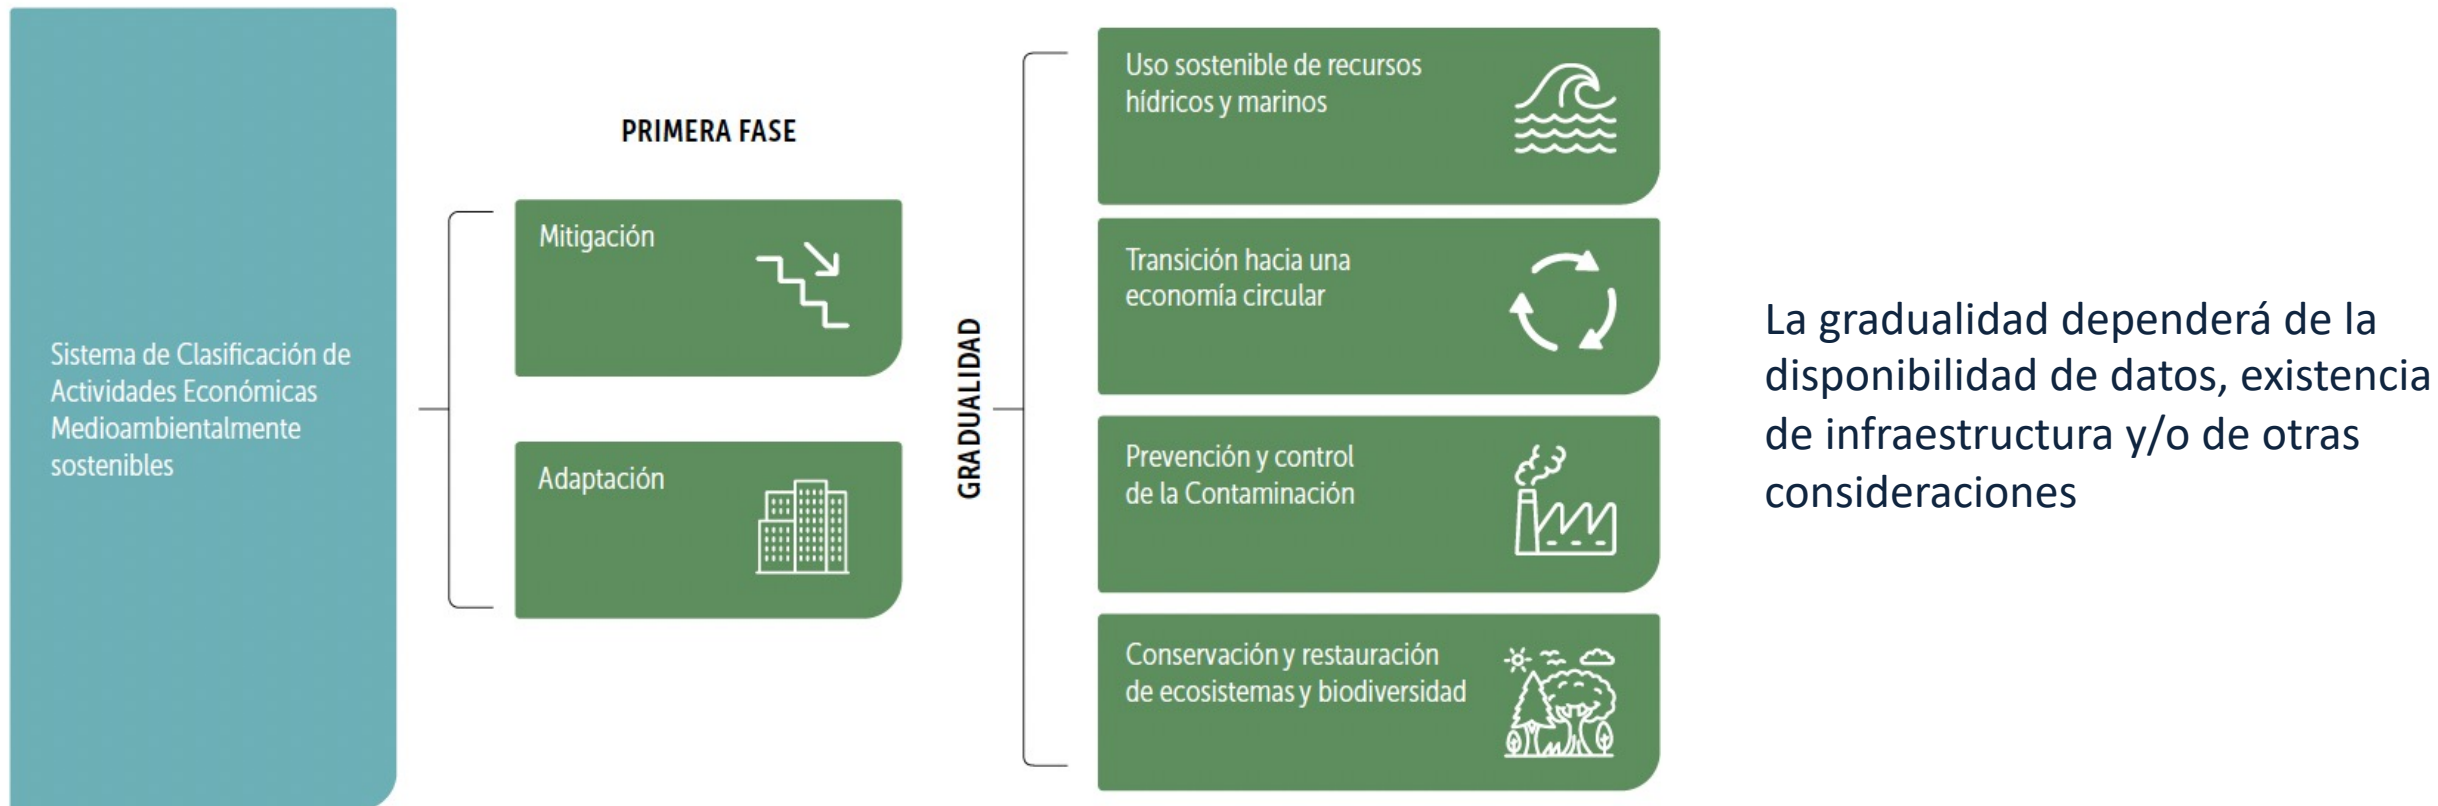 Sistema de Clasificación de
Actividades Económicas
Medioambientalmente
sostenibles
PRIMERA FASE
Mitigación
Adaptación
GRADUALIDAD
Uso sostenible de recursos
hídricos y marinos
Transición hacia una
economía circular
Prevención y control
de la Contaminación
Conservación y restauración
de ecosistemas y biodiversidad
La gradualidad dependerá de la
disponibilidad de datos, existencia
de infraestructura y/o de otras
consideraciones